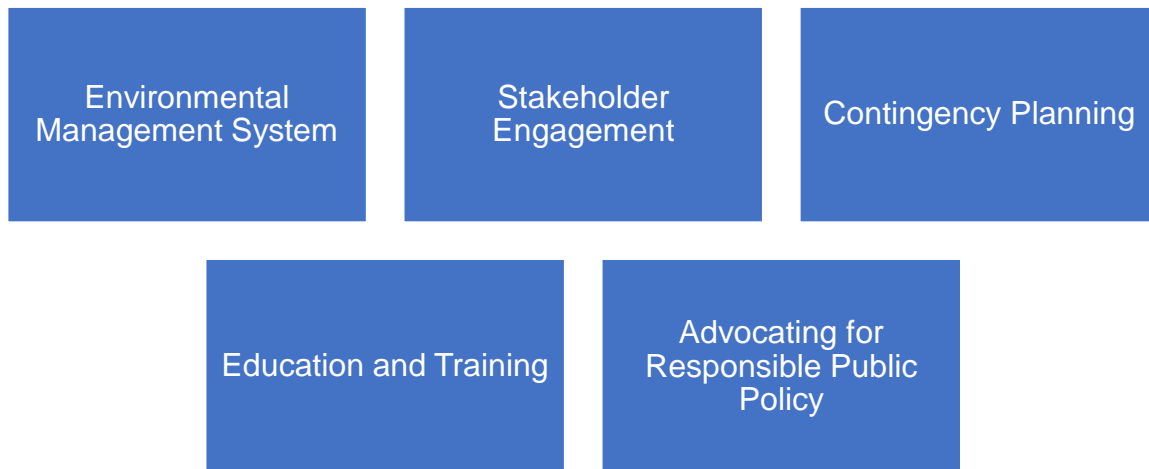 Environmental
Management System
Stakeholder
Engagement
Contingency Planning
Education and Training
Advocating for
Responsible Public
Policy